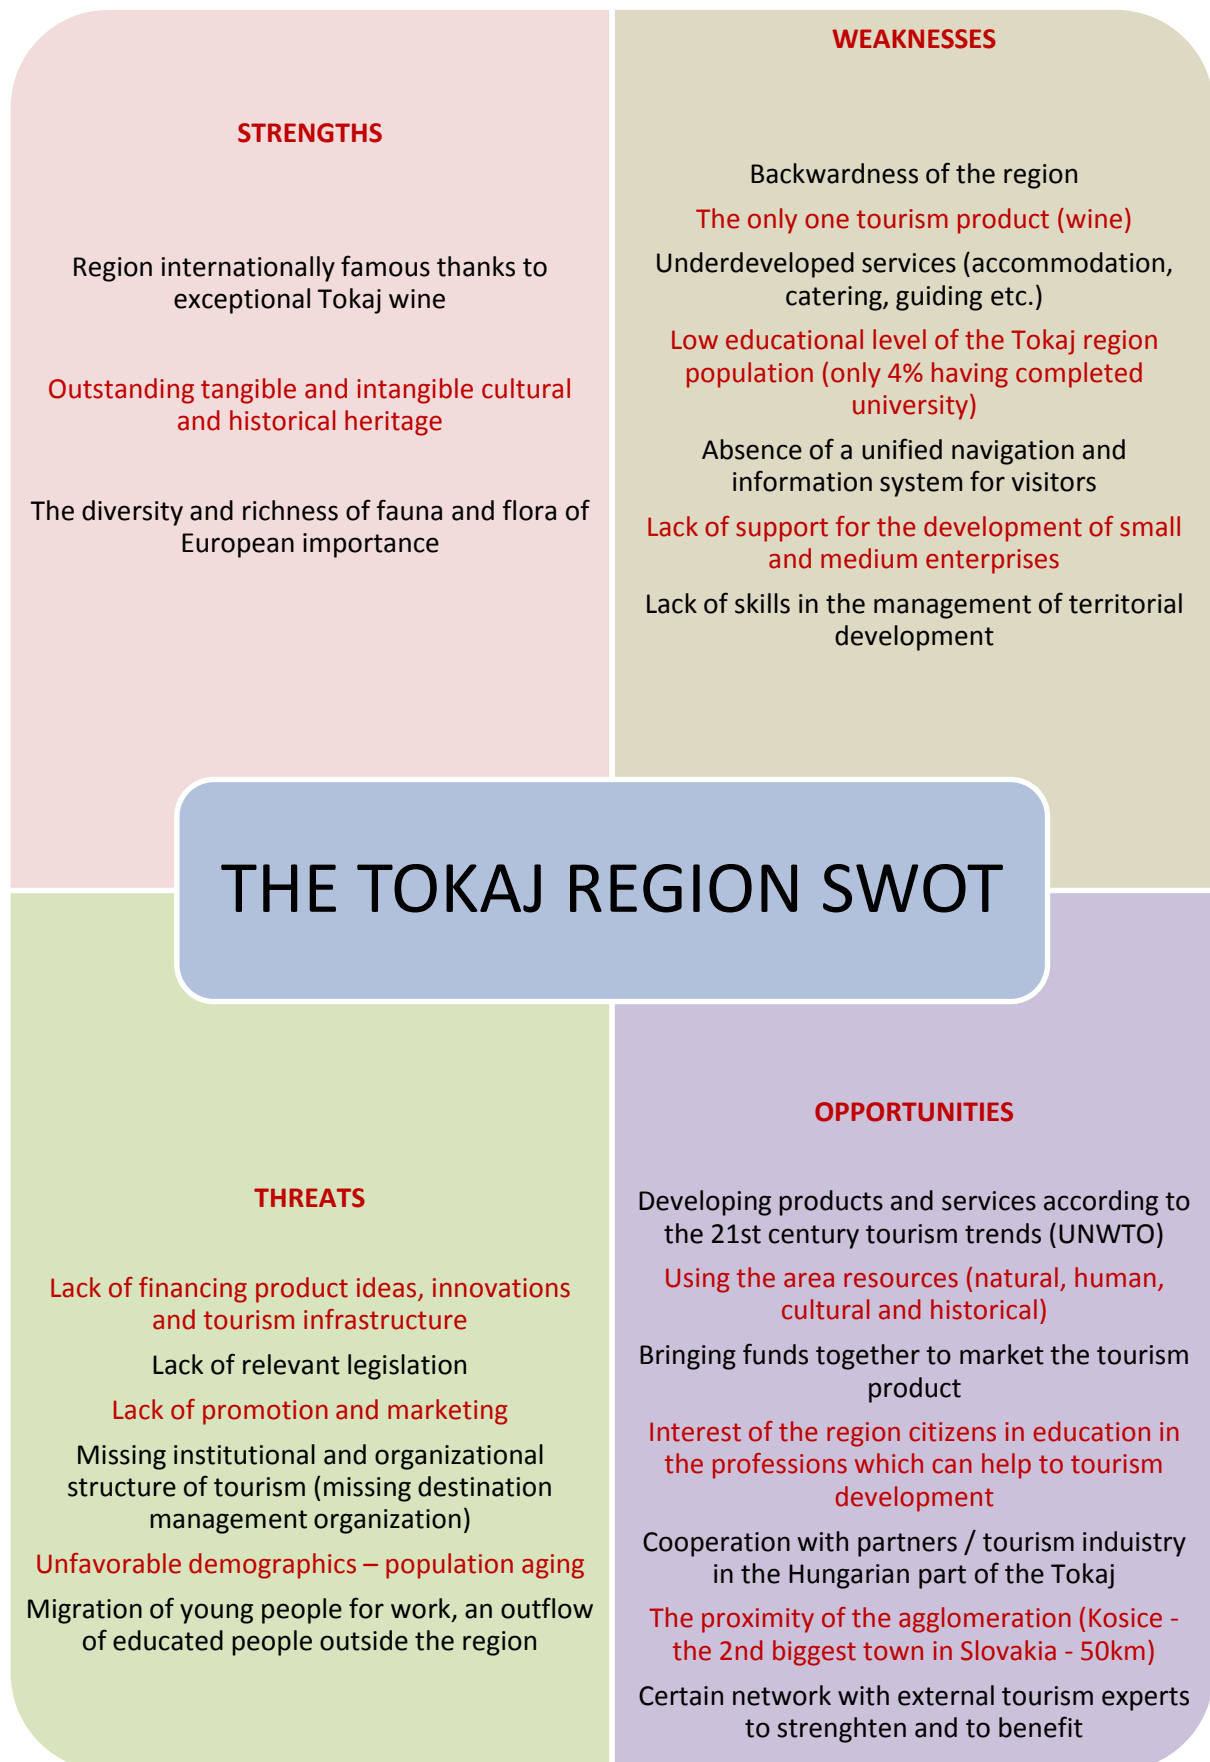 STRENGTHS
Region internationally famous thanks to
exceptional Tokaj wine
Outstanding tangible and intangible cultural
and historical heritage
The diversity and richness of fauna and flora of
European importance
WEAKNESSES
Backwardness of the region
The only one tourism product (wine)
Underdeveloped services (accommodation,
catering, guiding etc.)
Low educational level of the Tokaj region
population (only 4% having completed
university)
Absence of a unified navigation and
information system for visitors
Lack of support for the development of small
and medium enterprises
Lack of skills in the management of territorial
development
THE TOKAJ REGION SWOT
THREATS
Lack of financing product ideas, innovations
and tourism infrastructure
Lack of relevant legislation
Lack of promotion and marketing
Missing institutional and organizational
structure of tourism (missing destination
management organization)
Unfavorable demographics – population aging
Migration of young people for work, an outflow
of educated people outside the region
OPPORTUNITIES
Developing products and services according to
the 21st century tourism trends (UNWTO)
Using the area resources (natural, human,
cultural and historical)
Bringing funds together to market the tourism
product
Interest of the region citizens in education in
the professions which can help to tourism
development
Cooperation with partners / tourism induistry
in the Hungarian part of the Tokaj
The proximity of the agglomeration (Kosice -
the 2nd biggest town in Slovakia - 50km)
Certain network with external tourism experts
to strenghten and to benefit